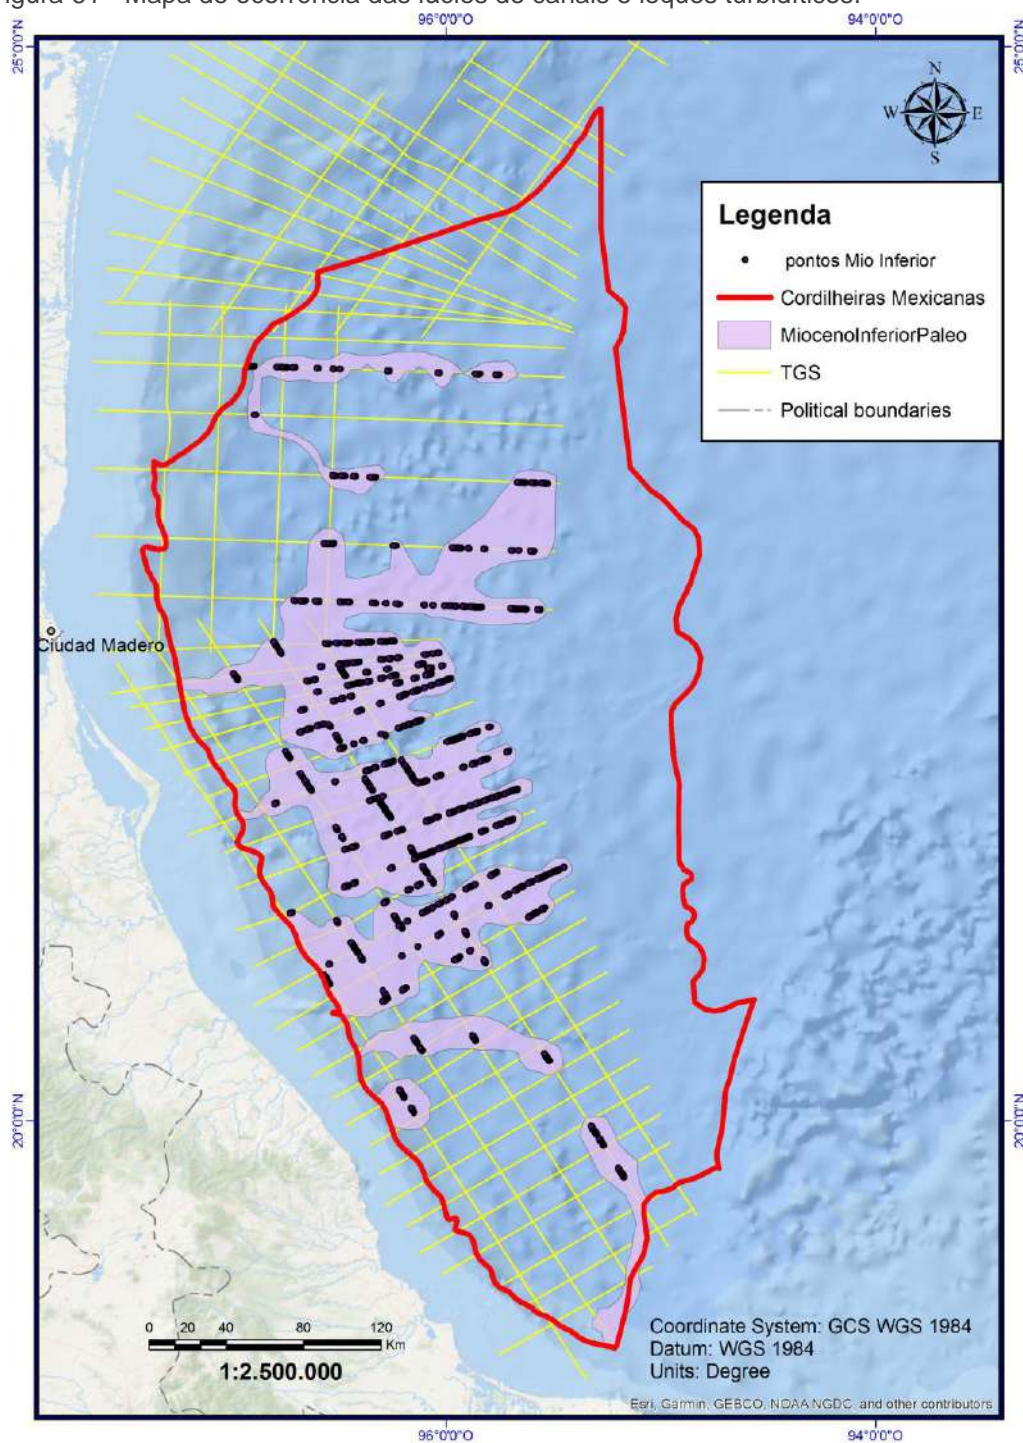 igura 31 - Mapa de ocorrência das fácies de canais e leques turbidíticos.
96°0'0"O
94°0'0"O
25°0'0"N
25°0'0"N
N
W
E
S
Legenda
pontos Mio Inferior
Cordilheiras Mexicanas
MiocenoInferiorPaleo
TGS
Political boundaries
Ciudad Madero
20°0'0"N
20°0'0"N
0 20 40 80 120
Km
1:2.500.000
Coordinate System: GCS WGS 1984
Datum: WGS 1984
Units: Degree
Esri, Garmin, GEBCO, NOAA NGDC, and other contributors
96°0'0"O
94°0'0"O